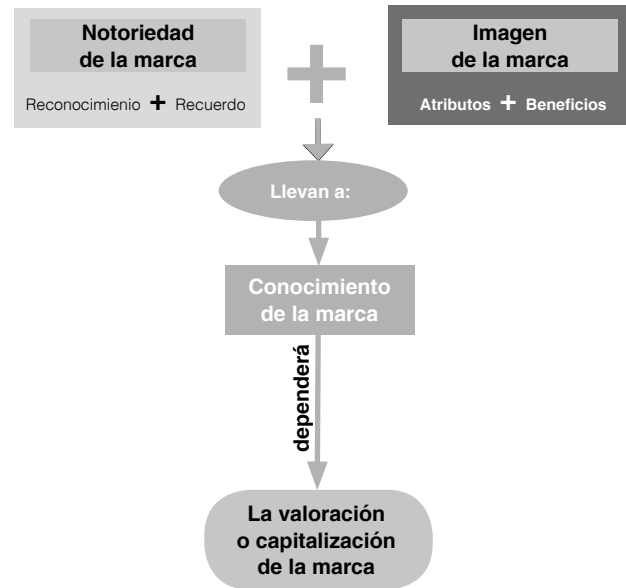 Notoriedad
de la marca
Reconocimienio + Recuerdo
+
Imagen
de la marca
Atributos + Beneficios
Llevan a:
Conocimiento
de la marca
dependerá
La valoración
o capitalización
de la marca